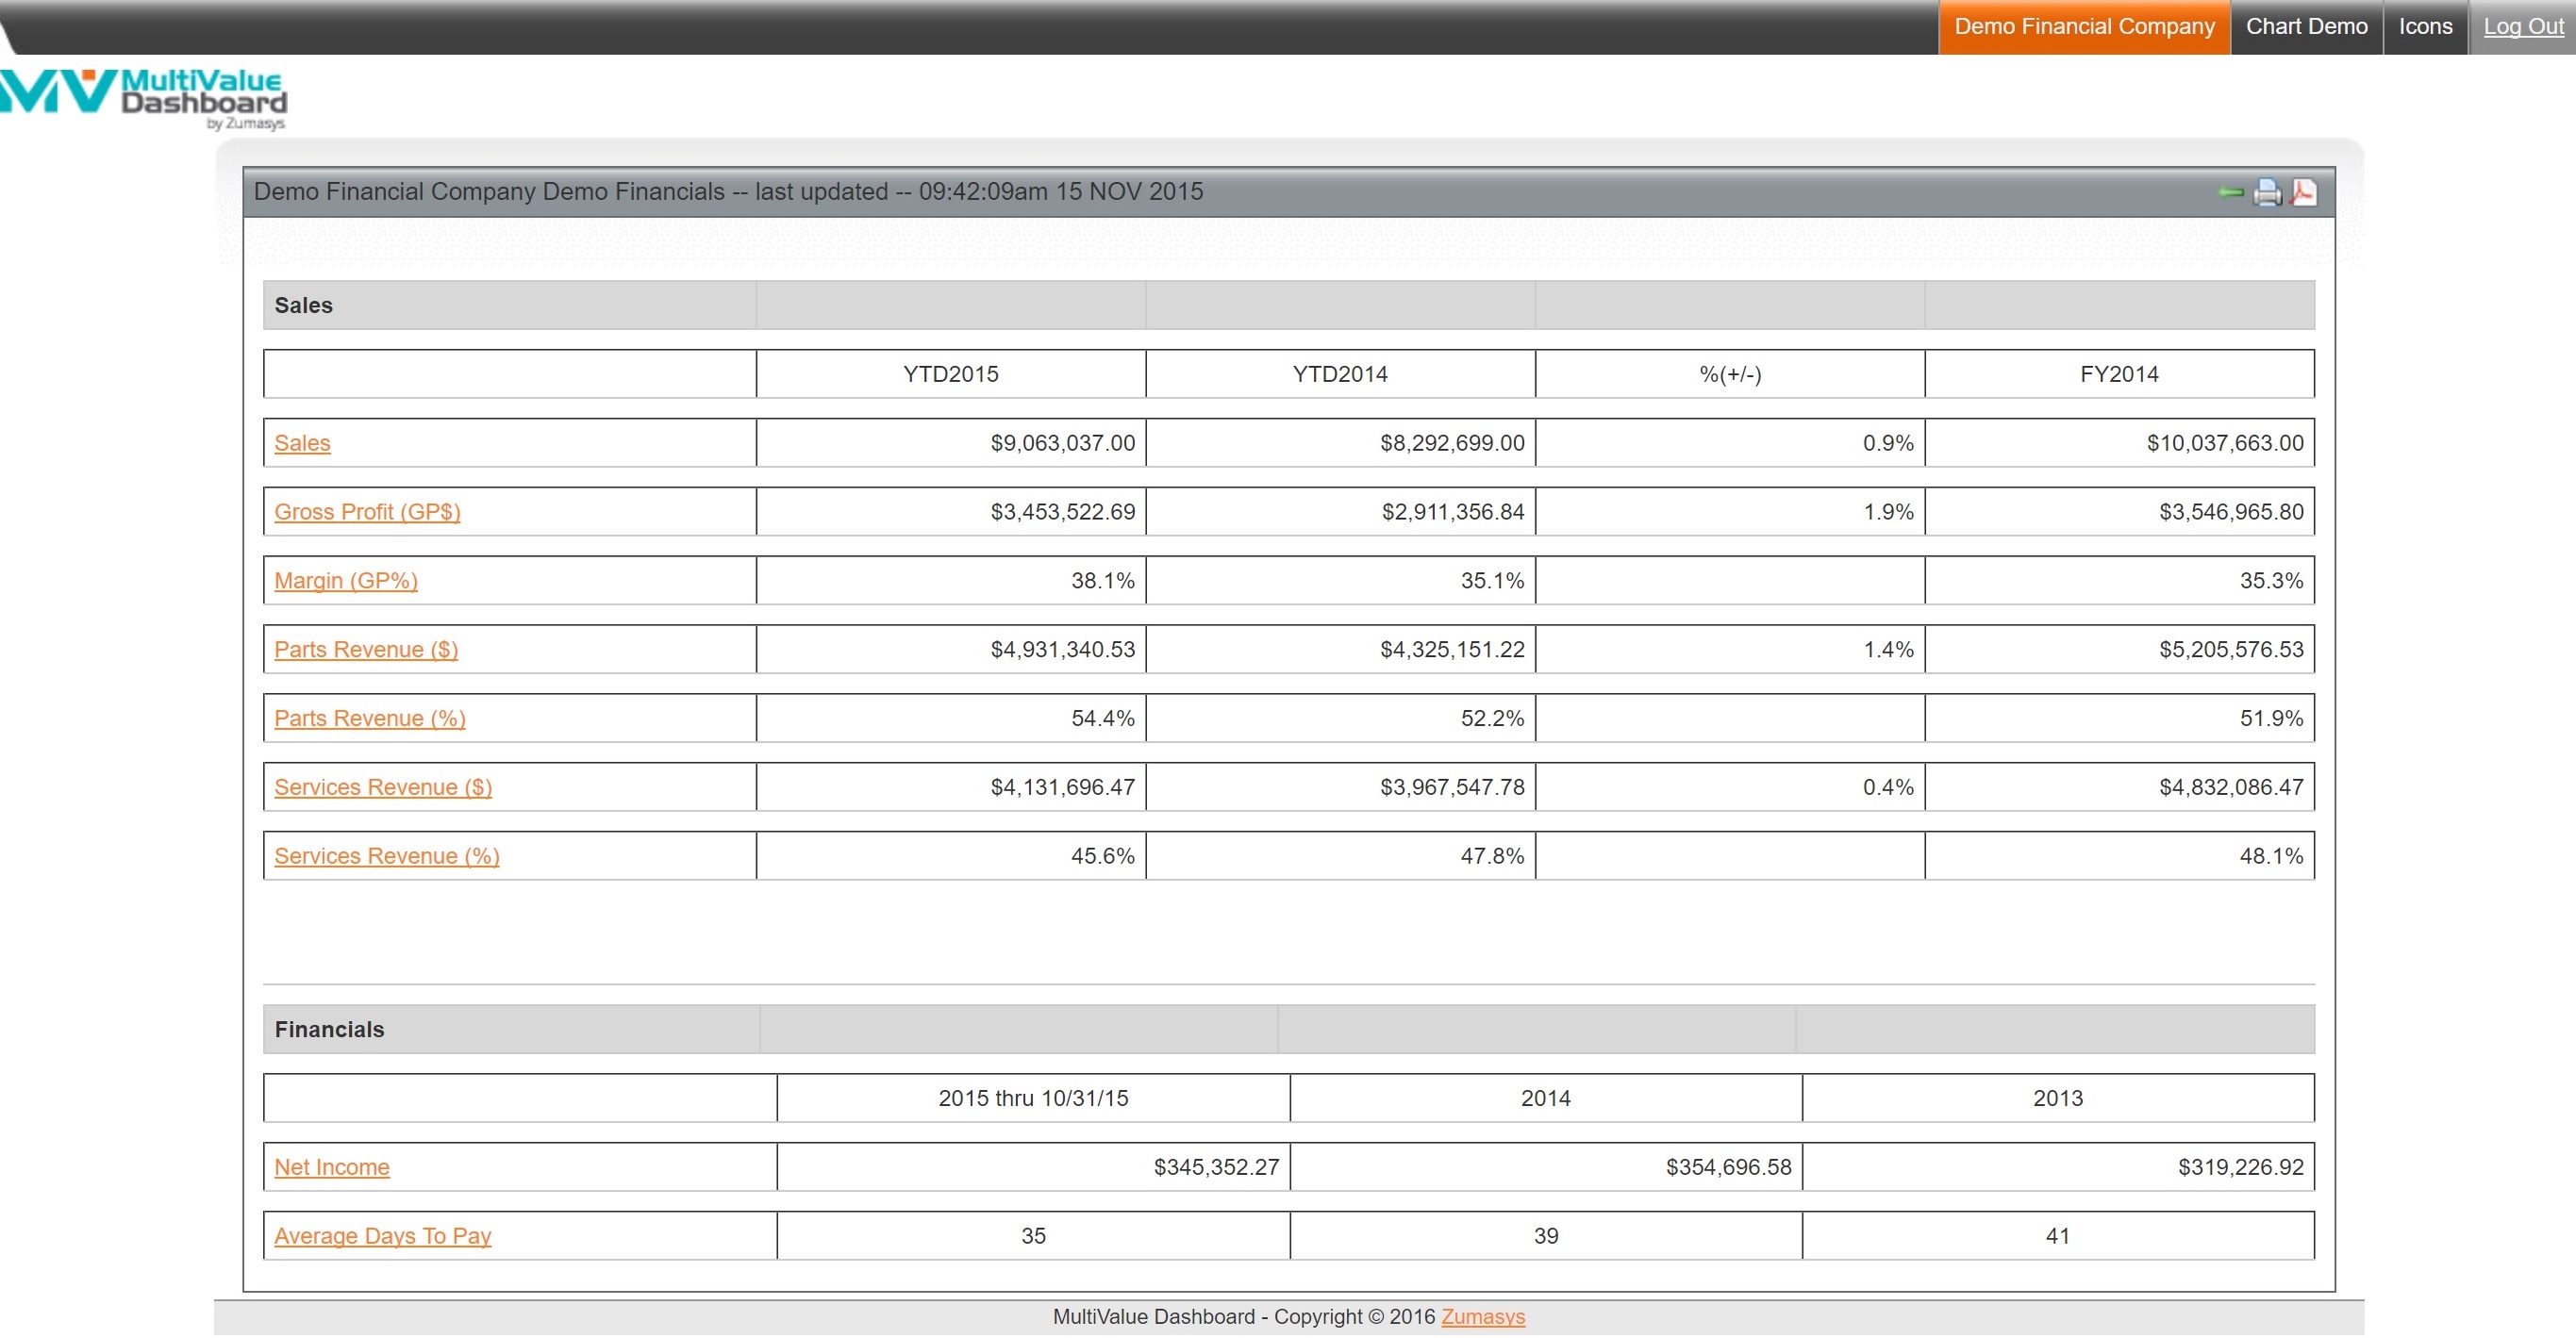 Demo Financial Company Chart Demo Icons Log Out
MV MultiValue
Dashboard
by Zumasys
Demo Financial Company Demo Financials -- last updated -- 09:42:09am 15 NOV 2015
Sales
YTD2015 YTD2014 %(+/-) FY2014
Sales $9,063,037.00 $8,292,699.00 0.9% $10,037,663.00
Gross Profit (GP$) $3,453,522.69 $2,911,356.84 1.9% $3,546,965.80
Margin (GP%) 38.1% 35.1% 35.3%
Parts Revenue ($) $4,931,340.53 $4,325,151.22 1.4% $5,205,576.53
Parts Revenue (%) 54.4% 52.2% 51.9%
Services Revenue ($) $4,131,696.47 $3,967,547.78 0.4% $4,832,086.47
Services Revenue (%) 45.6% 47.8% 48.1%
Financials
2015 thru 10/31/15 2014 2013
Net Income $345,352.27 $354,696.58 $319,226.92
Average Days To Pay 35 39 41
MultiValue Dashboard - Copyright © 2016 Zumasys